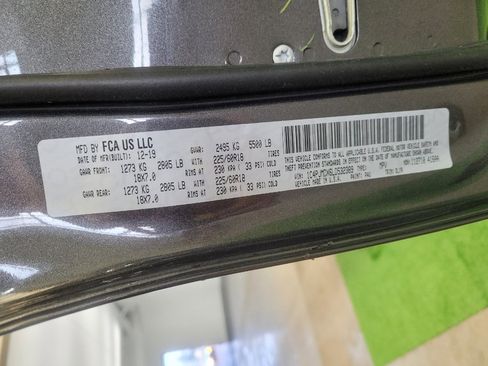 MFD BY FCA US LLC
DATE OF MFR(BUILT): 12-19 GVWR: 2495 KG 5500 LB
GAWR FRONT: 1273 KG 2805 LB WITH 225/60R18 TIRES
18X7.0 RIMS AT 230 KPA / 33 PSI COLD
GAWR REAR: 1273 KG 2805 LB WITH 225/60R18 TIRES
18X7.0 RIMS AT 230 KPA / 33 PSI COLD
THIS VEHICLE CONFORMS TO ALL APPLICABLE U.S.A. FEDERAL MOTOR VEHICLE SAFETY AND
THEFT PREVENTION STANDARDS IN EFFECT ON THE DATE OF MANUFACTURE SHOWN ABOVE.
VIN:
TYPE: MPV
VEHICLE MADE IN U.S.A. PAINT: TRIM: